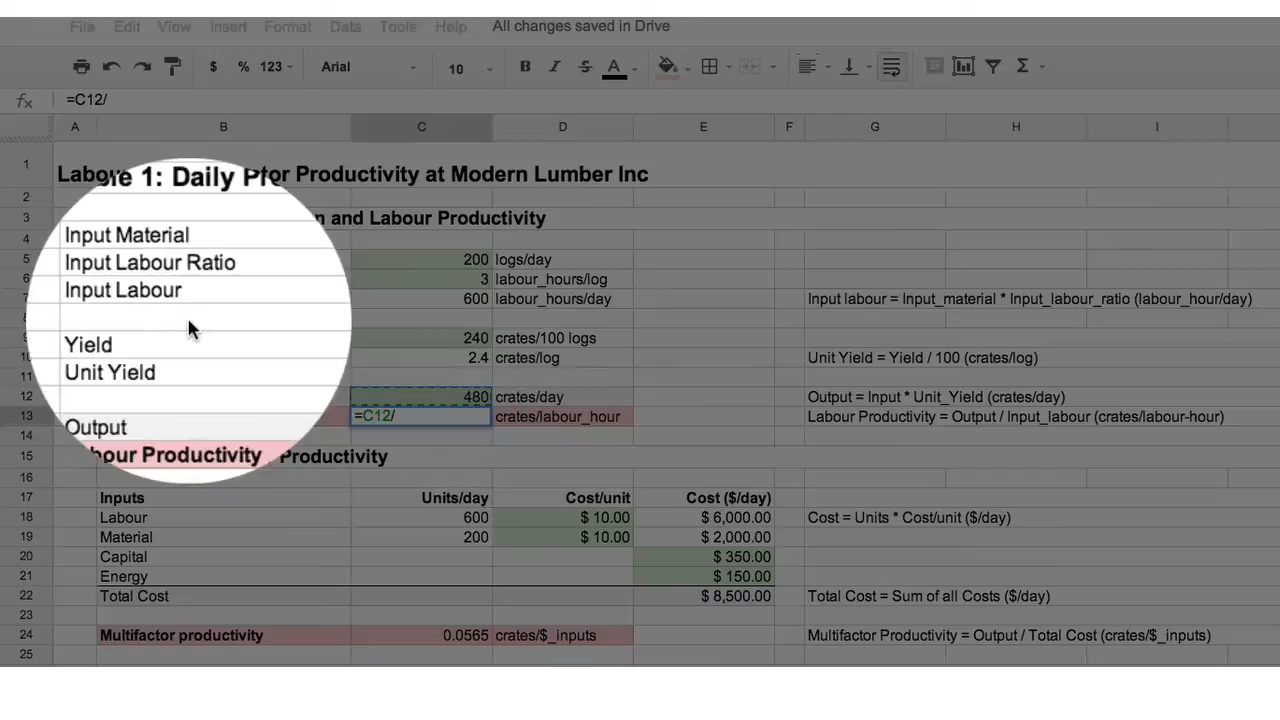 File Edit View Insert Format Data Tools Help All changes saved in Drive
$ % 123 Arial 10 B I S A Σ
fx =C12/
A B C D E F G H I
1 Labore 1: Daily P for Productivity at Modern Lumber Inc
2
3 n and Labour Productivity
4
Input Material
5 200 logs/day
Input Labour Ratio
6 3 labour_hours/log
Input Labour
7 600 labour_hours/day Input labour = Input_material * Input_labour_ratio (labour_hour/day)
8
Yield
9 240 crates/100 logs
Unit Yield
10 2.4 crates/log Unit Yield = Yield / 100 (crates/log)
11
Output
12 480 crates/day Output = Input * Unit_Yield (crates/day)
13 =C12/ crates/labour_hour Labour Productivity = Output / Input_labour (crates/labour-hour)
14
bour Productivity
15 Productivity
16
17 Inputs Units/day Cost/unit Cost ($/day)
18 Labour 600 $ 10.00 $ 6,000.00 Cost = Units * Cost/unit ($/day)
19 Material 200 $ 10.00 $ 2,000.00
20 Capital $ 350.00
21 Energy $ 150.00
22 Total Cost $ 8,500.00 Total Cost = Sum of all Costs ($/day)
23
24 Multifactor productivity 0.0565 crates/$_inputs Multifactor Productivity = Output / Total Cost (crates/$_inputs)
25